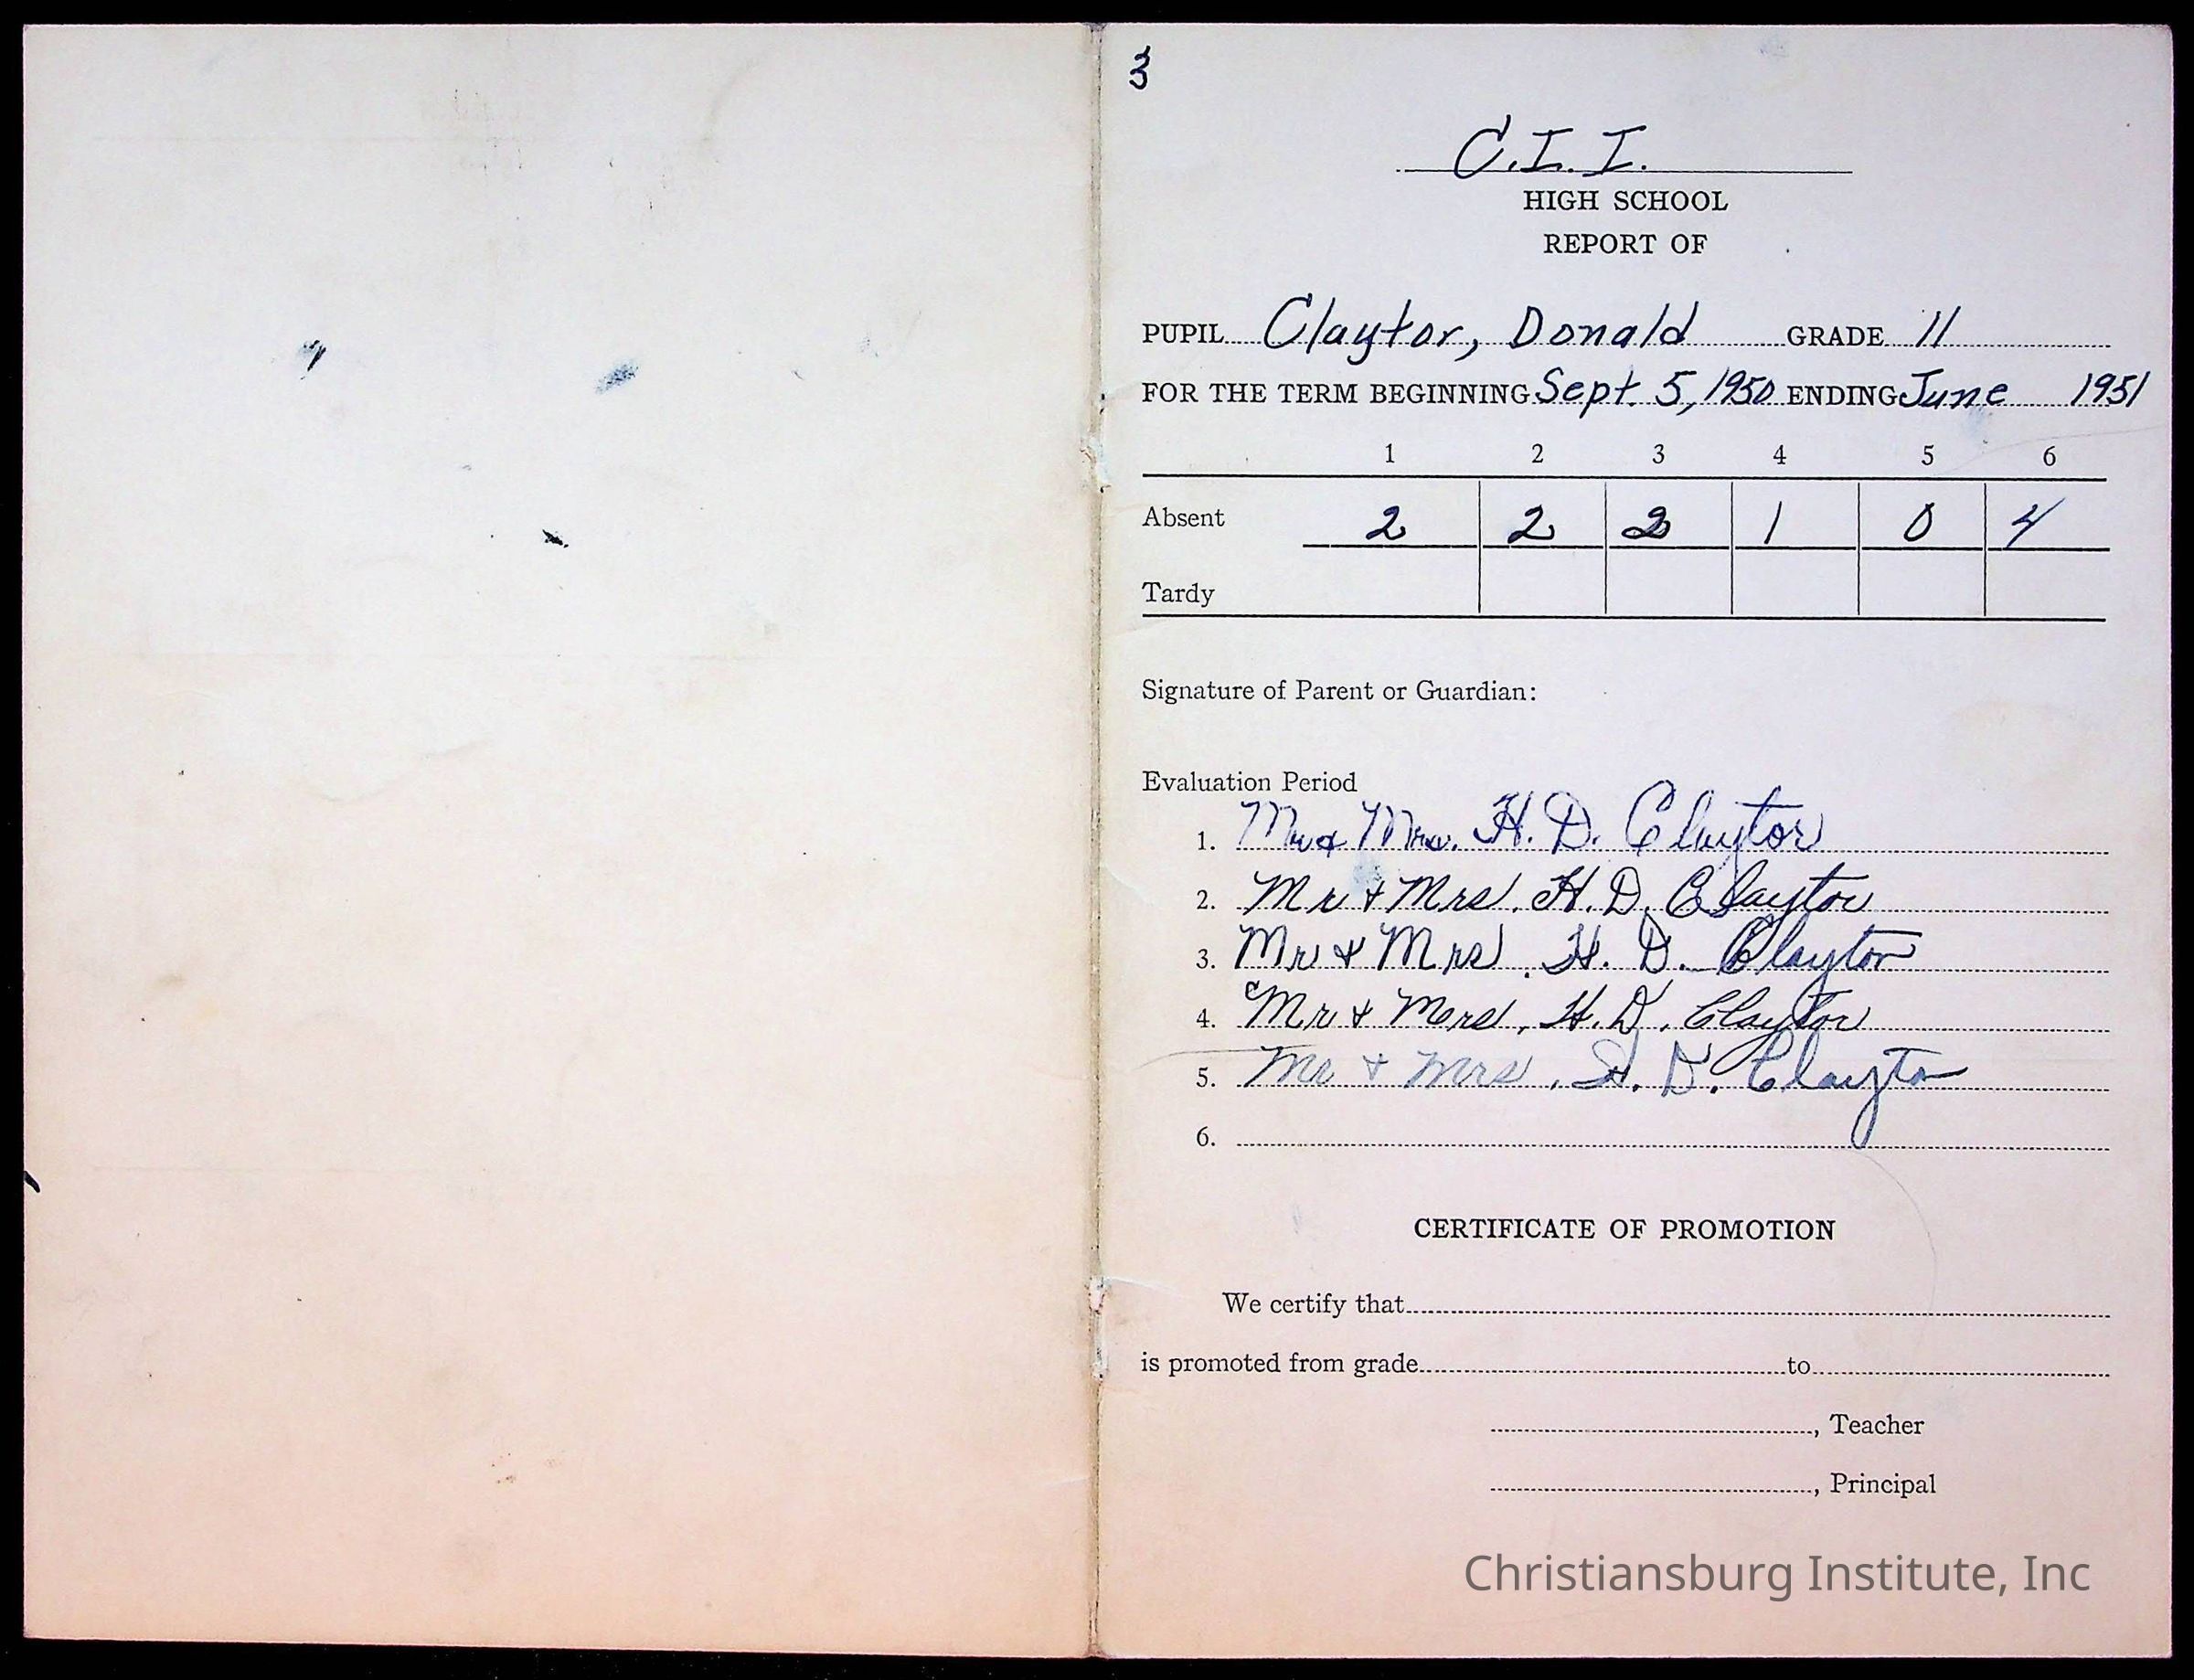 3
C.I.I.
HIGH SCHOOL
REPORT OF
PUPIL Claytor, Donald GRADE 11
FOR THE TERM BEGINNING Sept. 5, 1950 ENDING June 1951
1 2 3 4 5 6
Absent 2 2 2 1 0 4
Tardy
Signature of Parent or Guardian:
Evaluation Period
1. Mr & Mrs. H. D. Claytor
2. Mr + Mrs. H. D. Claytor
3. Mr & Mrs. H. D. Claytor
4. Mr + Mrs. H. D. Claytor
5. Mr + Mrs. H. D. Claytor
6.
CERTIFICATE OF PROMOTION
We certify that
is promoted from grade to
, Teacher
, Principal
Christiansburg Institute, Inc